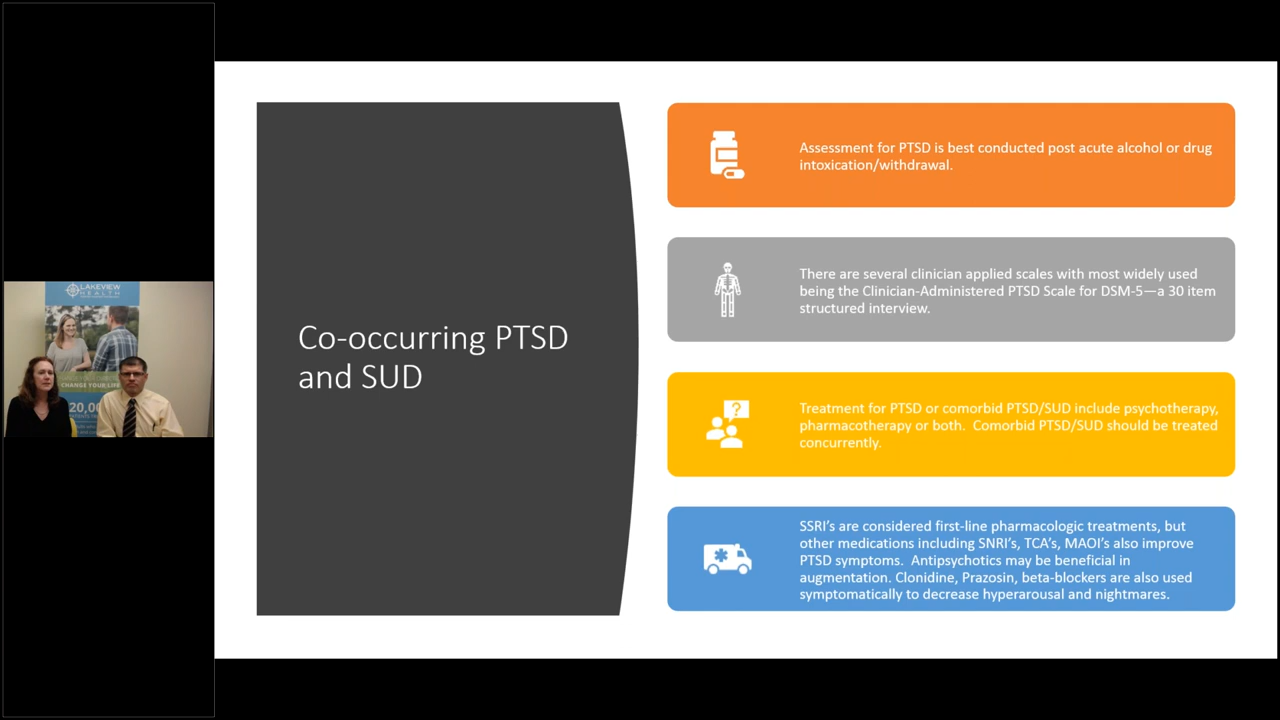 LAKEVIEW
HEALTH
CHANGE YOUR LIFE
20,00
Co-occurring PTSD
and SUD
Assessment for PTSD is best conducted post acute alcohol or drug
intoxication/withdrawal.
There are several clinician applied scales with most widely used
being the Clinician-Administered PTSD Scale for DSM-5—a 30 item
structured interview.
?
Treatment for PTSD or comorbid PTSD/SUD include psychotherapy,
pharmacotherapy or both.  Comorbid PTSD/SUD should be treated
concurrently.
SSRI's are considered first-line pharmacologic treatments, but
other medications including SNRI's, TCA's, MAOI's also improve
PTSD symptoms.  Antipsychotics may be beneficial in
augmentation. Clonidine, Prazosin, beta-blockers are also used
symptomatically to decrease hyperarousal and nightmares.